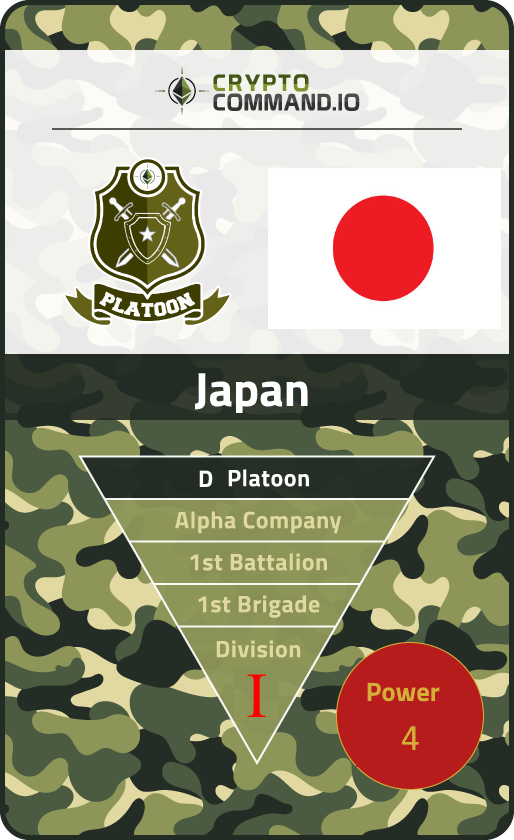 CRYPTO
COMMAND.IO
PLATOON
Japan
D Platoon
Alpha Company
1st Battalion
1st Brigade
Division
I
Power
4